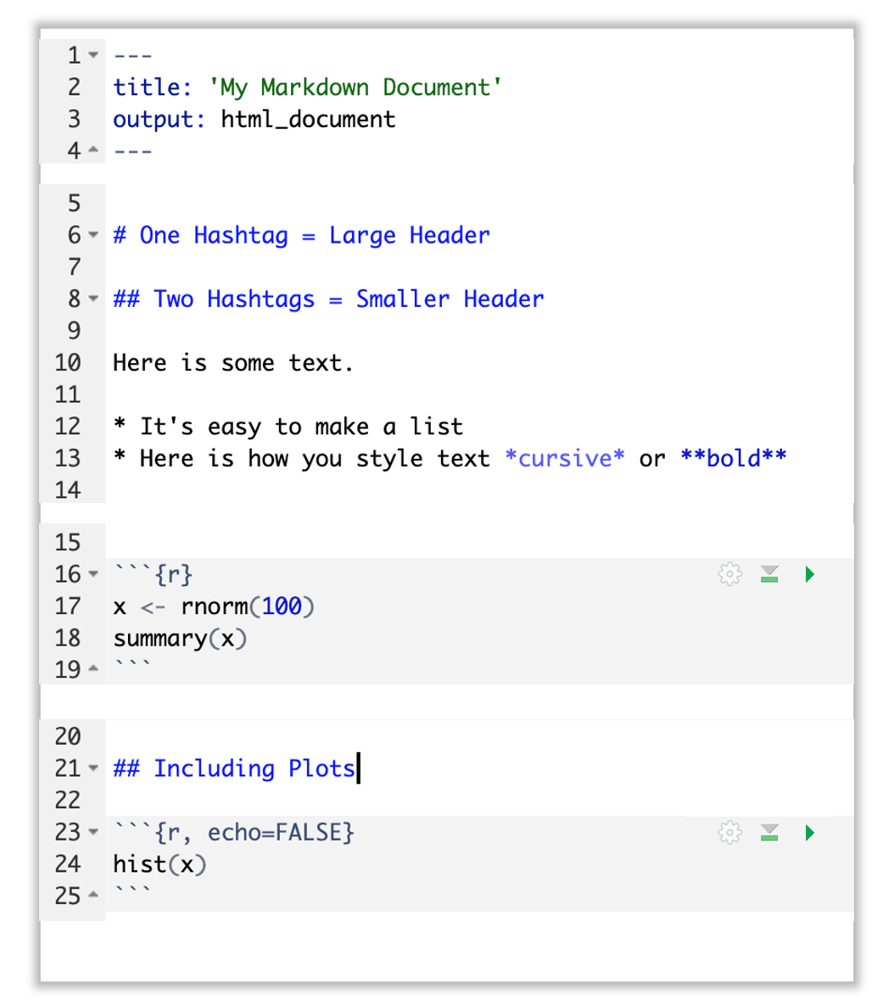 1 ---
2 title: 'My Markdown Document'
3 output: html_document
4 ---
5
6 # One Hashtag = Large Header
7
8 ## Two Hashtags = Smaller Header
9
10 Here is some text.
11
12 * It's easy to make a list
13 * Here is how you style text *cursive* or **bold**
14
15
16 ```{r}
17 x <- rnorm(100)
18 summary(x)
19 ```
20
21 ## Including Plots
22
23 ```{r, echo=FALSE}
24 hist(x)
25 ```